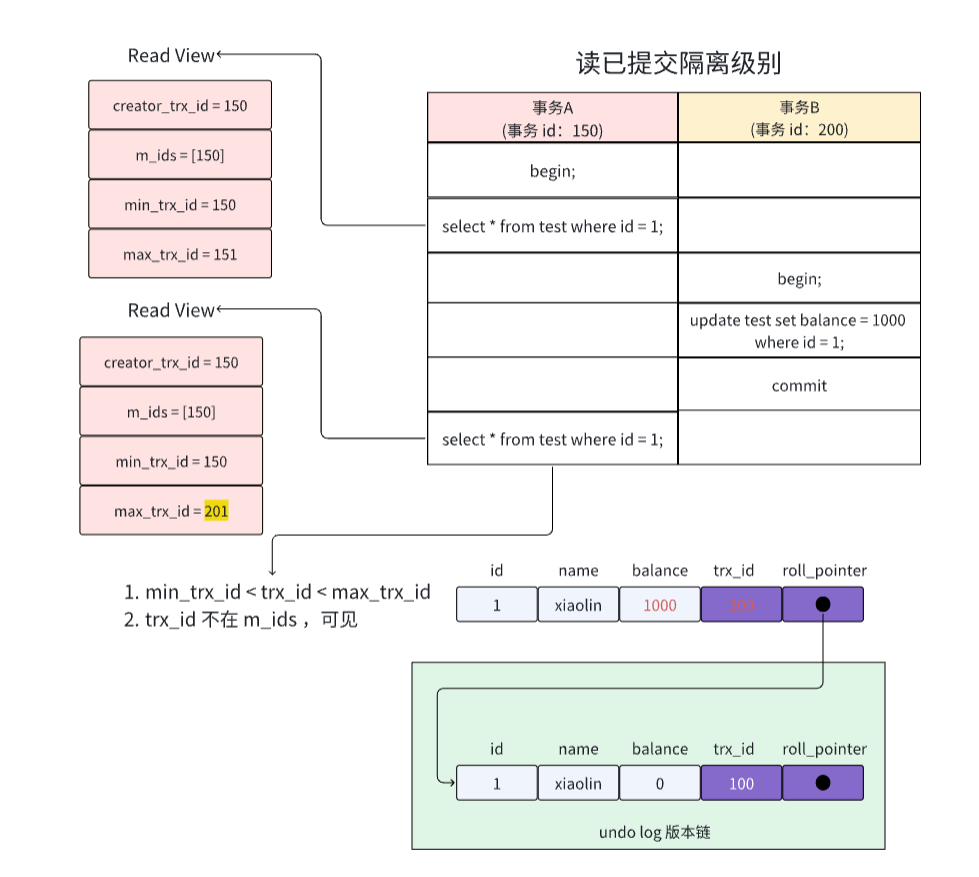 读已提交隔离级别
Read View
creator_trx_id = 150
m_ids = [150]
min_trx_id = 150
max_trx_id = 151
事务A
(事务 id：150)
事务B
(事务 id：200)
begin;
select * from test where id = 1;
begin;
update test set balance = 1000
where id = 1;
commit
select * from test where id = 1;
Read View
creator_trx_id = 150
m_ids = [150]
min_trx_id = 150
max_trx_id = 201
1. min_trx_id < trx_id < max_trx_id
2. trx_id 不在 m_ids ，可见
id name balance trx_id roll_pointer
1 xiaolin 1000 200
id name balance trx_id roll_pointer
1 xiaolin 0 100
undo log 版本链